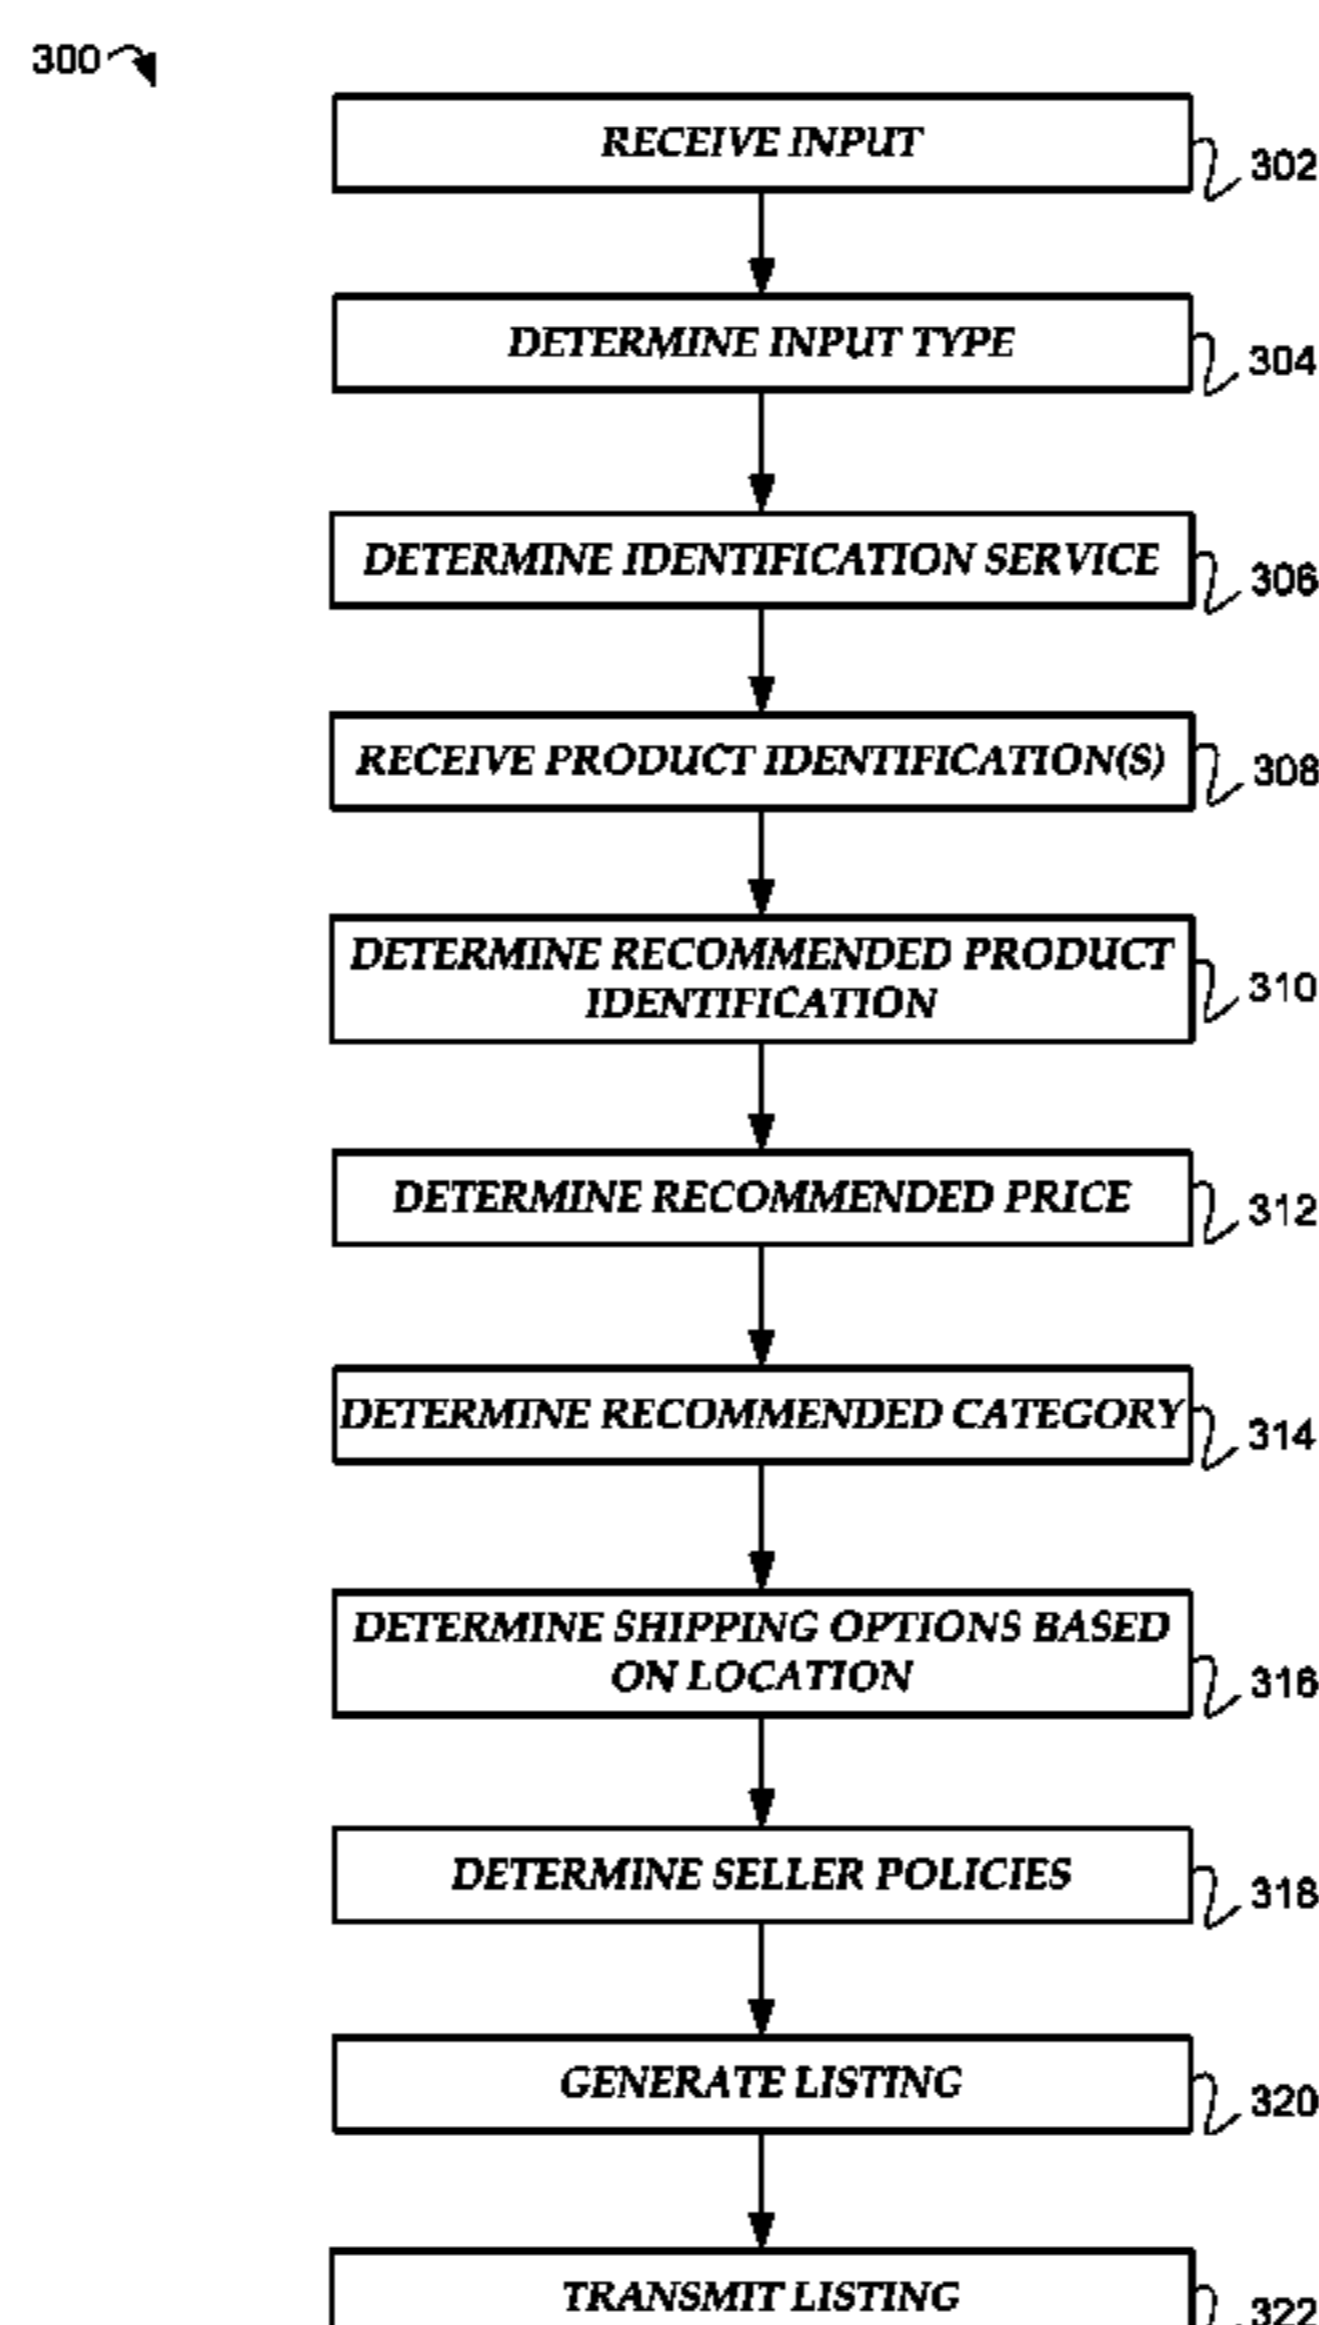 300
RECEIVE INPUT
302
DETERMINE INPUT TYPE
304
DETERMINE IDENTIFICATION SERVICE
306
RECEIVE PRODUCT IDENTIFICATION(S)
308
DETERMINE RECOMMENDED PRODUCT
IDENTIFICATION
310
DETERMINE RECOMMENDED PRICE
312
DETERMINE RECOMMENDED CATEGORY
314
DETERMINE SHIPPING OPTIONS BASED
ON LOCATION
316
DETERMINE SELLER POLICIES
318
GENERATE LISTING
320
TRANSMIT LISTING
322